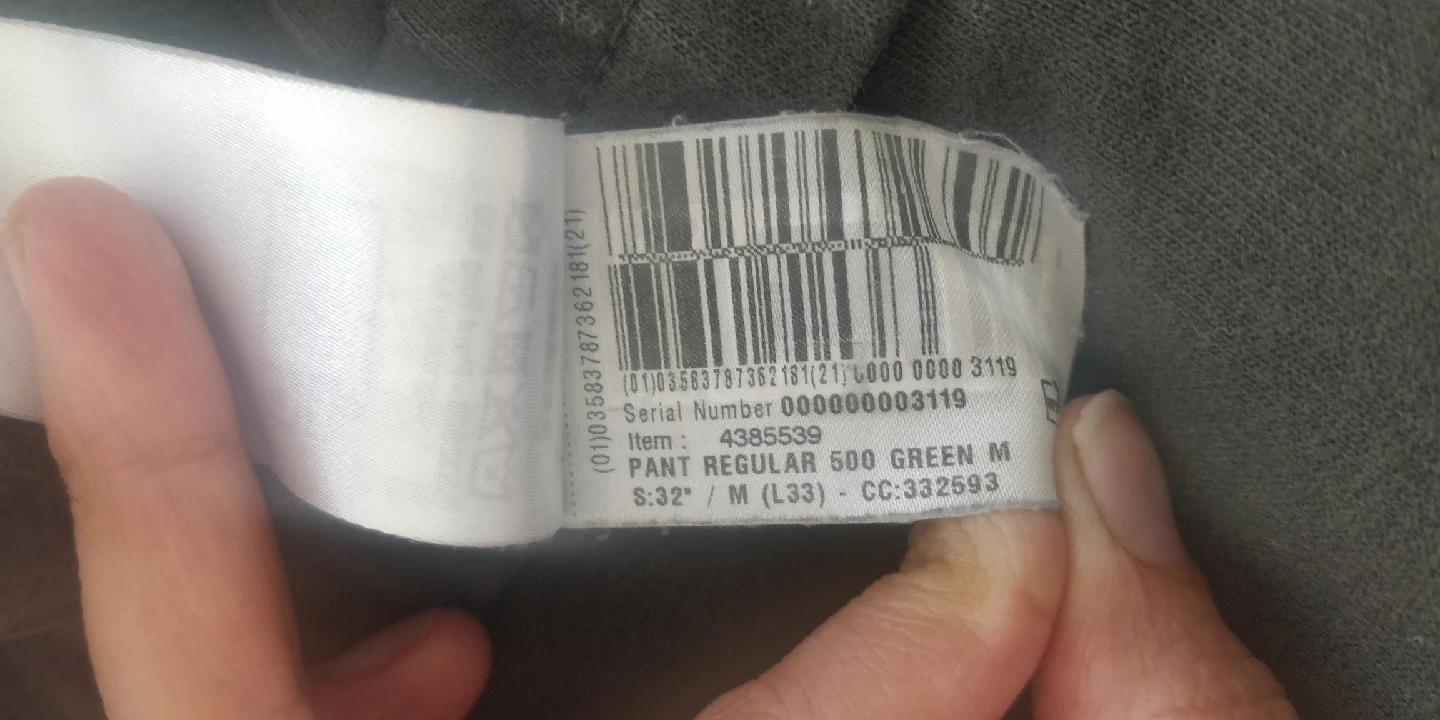 (01)03583787362181(21)
(01)03583787362181(21) 0000 0000 3119
Serial Number 000000003119
Item : 4385539
PANT REGULAR 500 GREEN M
S:32" / M (L33) - CC:332593